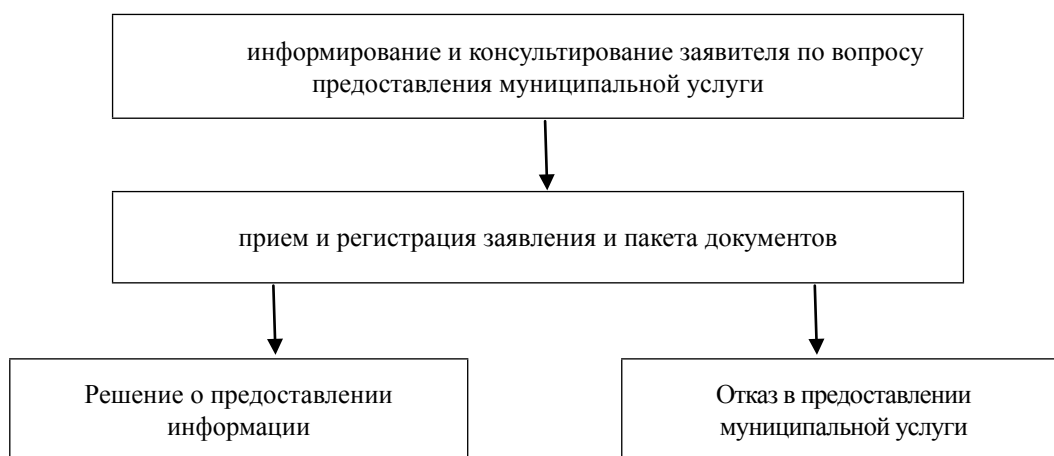 информирование и консультирование заявителя по вопросу
предоставления муниципальной услуги
прием и регистрация заявления и пакета документов
Решение о предоставлении
информации
Отказ в предоставлении
муниципальной услуги